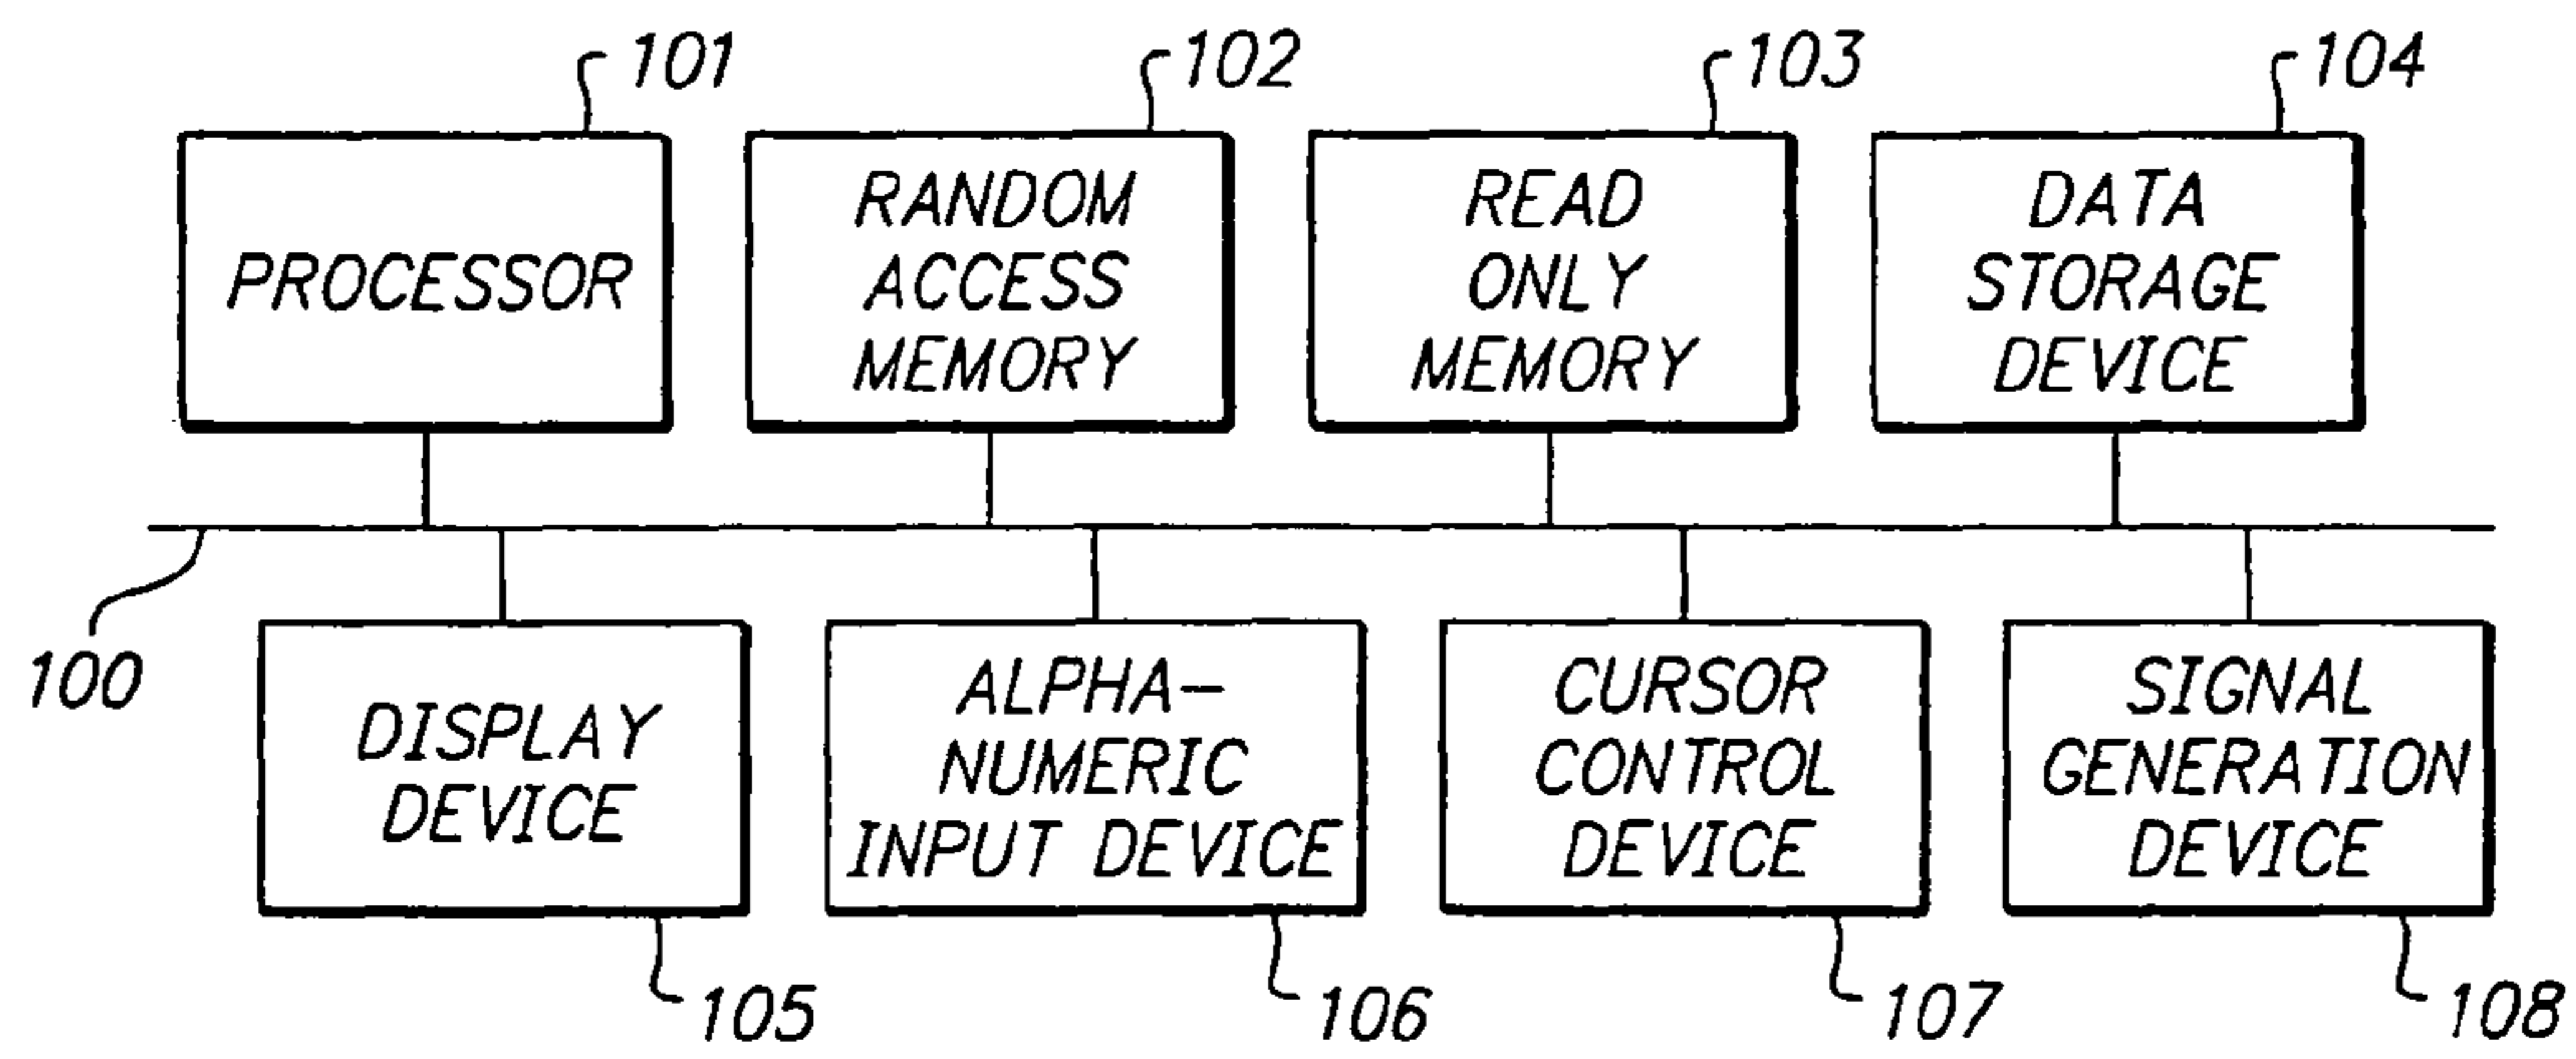 101
102
103
104
PROCESSOR
RANDOM
ACCESS
MEMORY
READ
ONLY
MEMORY
DATA
STORAGE
DEVICE
100
DISPLAY
DEVICE
ALPHA-
NUMERIC
INPUT DEVICE
CURSOR
CONTROL
DEVICE
SIGNAL
GENERATION
DEVICE
105
106
107
108